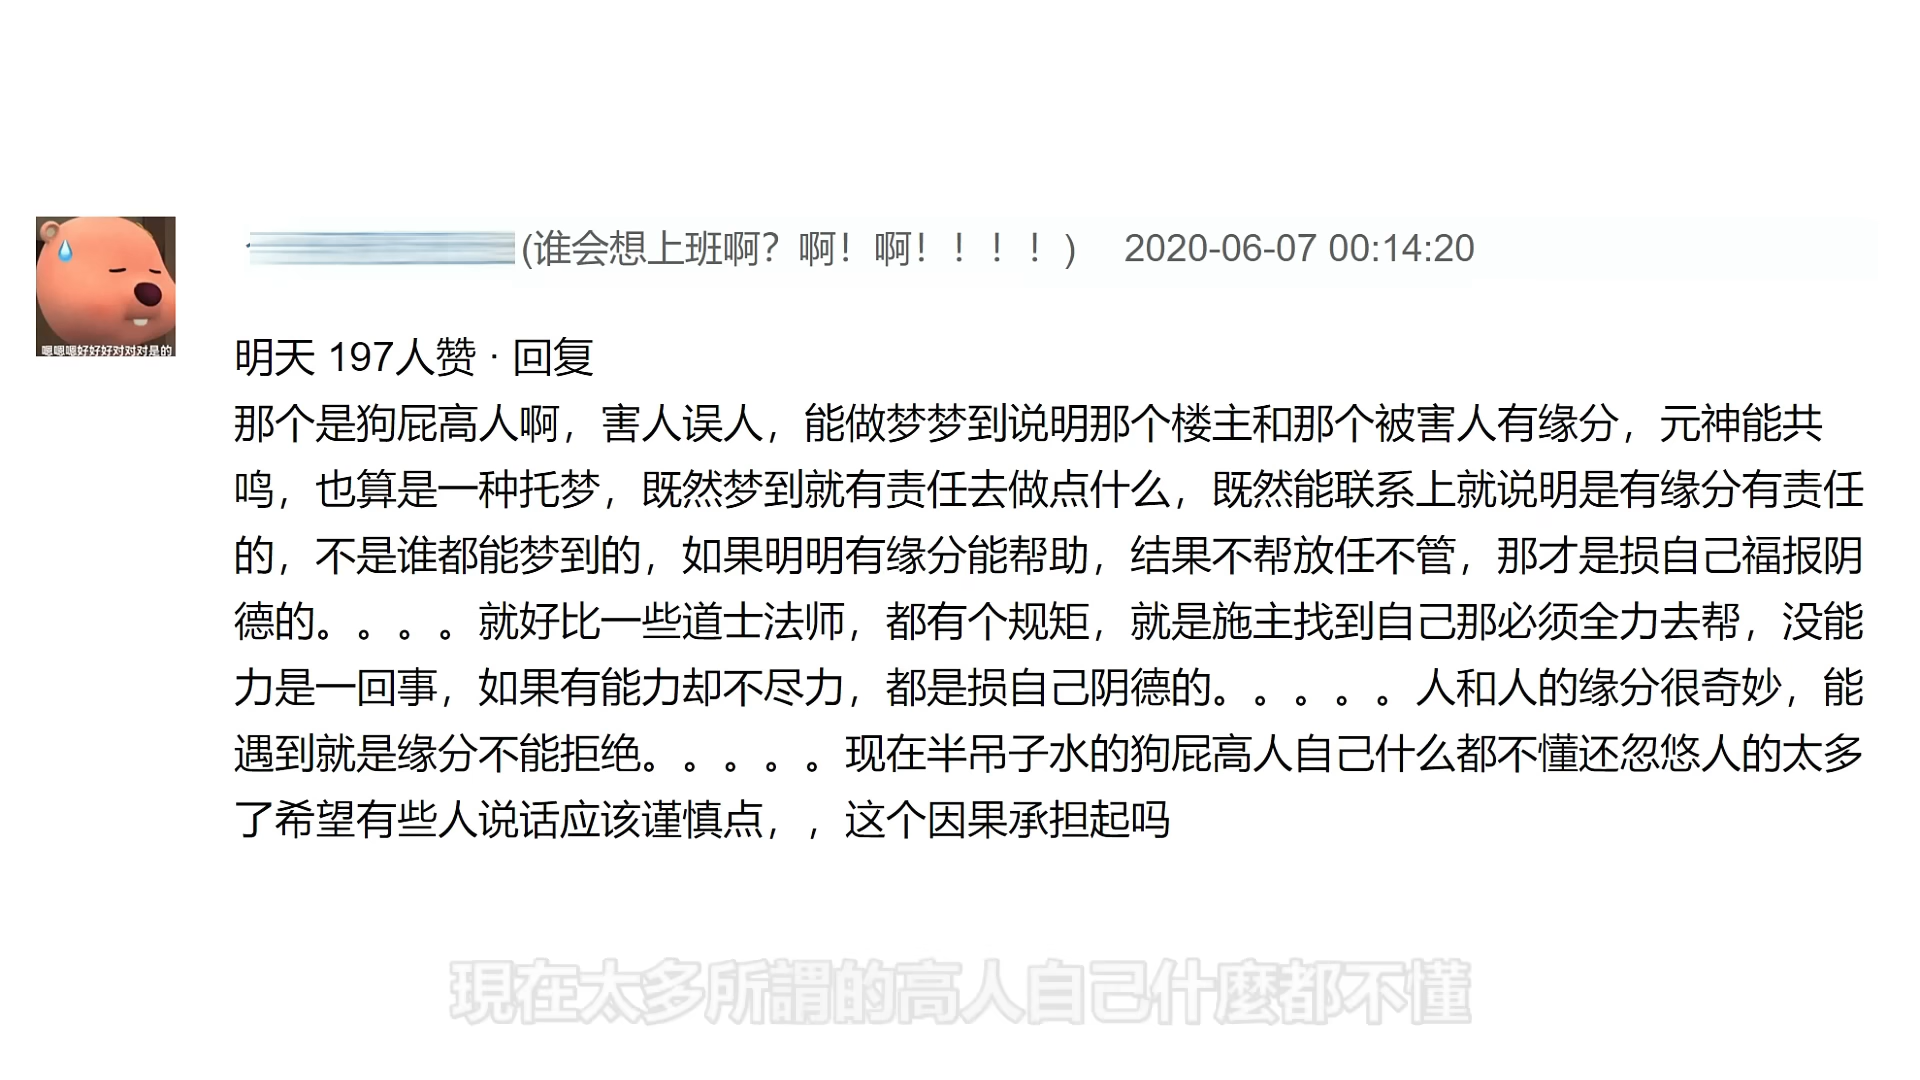 (谁会想上班啊？啊！啊！！！！) 2020-06-07 00:14:20
嗯嗯嗯好好好对对对是的
明天 197人赞 · 回复
那个是狗屁高人啊，害人误人，能做梦梦到说明那个楼主和那个被害人有缘分，元神能共
鸣，也算是一种托梦，既然梦到就有责任去做点什么，既然能联系上就说明是有缘分有责任
的，不是谁都能梦到的，如果明明有缘分能帮助，结果不帮放任不管，那才是损自己福报阴
德的。。。。就好比一些道士法师，都有个规矩，就是施主找到自己那必须全力去帮，没能
力是一回事，如果有能力却不尽力，都是损自己阴德的。。。。。人和人的缘分很奇妙，能
遇到就是缘分不能拒绝。。。。。现在半吊子水的狗屁高人自己什么都不懂还忽悠人的太多
了希望有些人说话应该谨慎点，，这个因果承担起吗
現在太多所謂的高人自己什麼都不懂